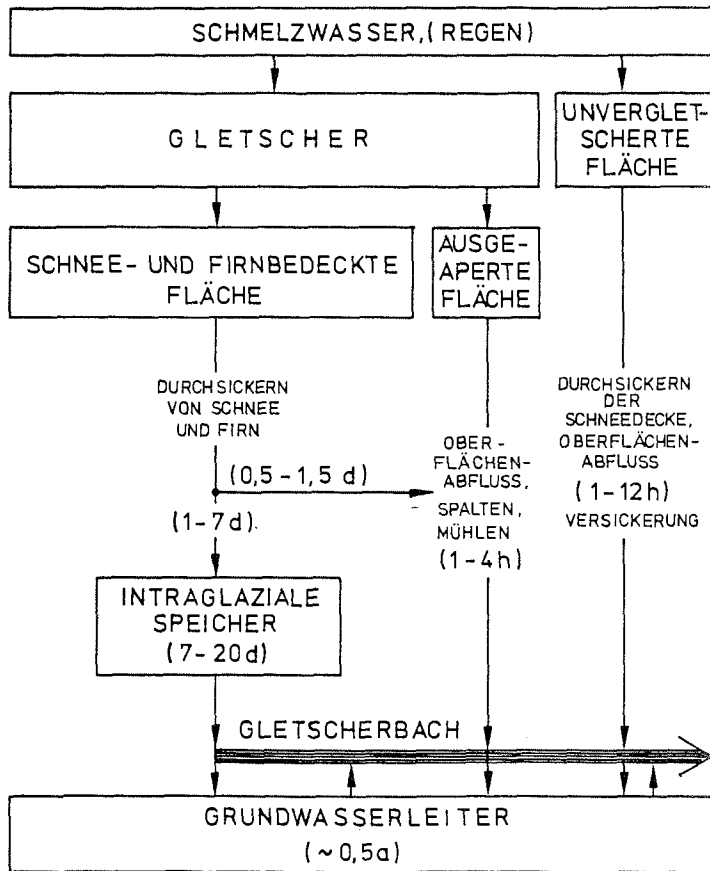 SCHMELZWASSER,(REGEN)
GLETSCHER
UNVERGLET-
SCHERTE
FLÄCHE
SCHNEE- UND FIRNBEDECKTE
FLÄCHE
AUSGE-
APERTE
FLÄCHE
DURCHSICKERN
VON SCHNEE
UND FIRN
(0,5-1,5 d)
(1-7d).
OBER-
FLÄCHEN-
ABFLUSS,
SPALTEN,
MÜHLEN
(1-4h)
DURCHSICKERN
DER
SCHNEEDECKE,
OBERFLÄCHEN-
ABFLUSS
(1-12h)
VERSICKERUNG
INTRAGLAZIALE
SPEICHER
(7-20d)
GLETSCHERBACH
GRUNDWASSERLEITER
(~0,5a)